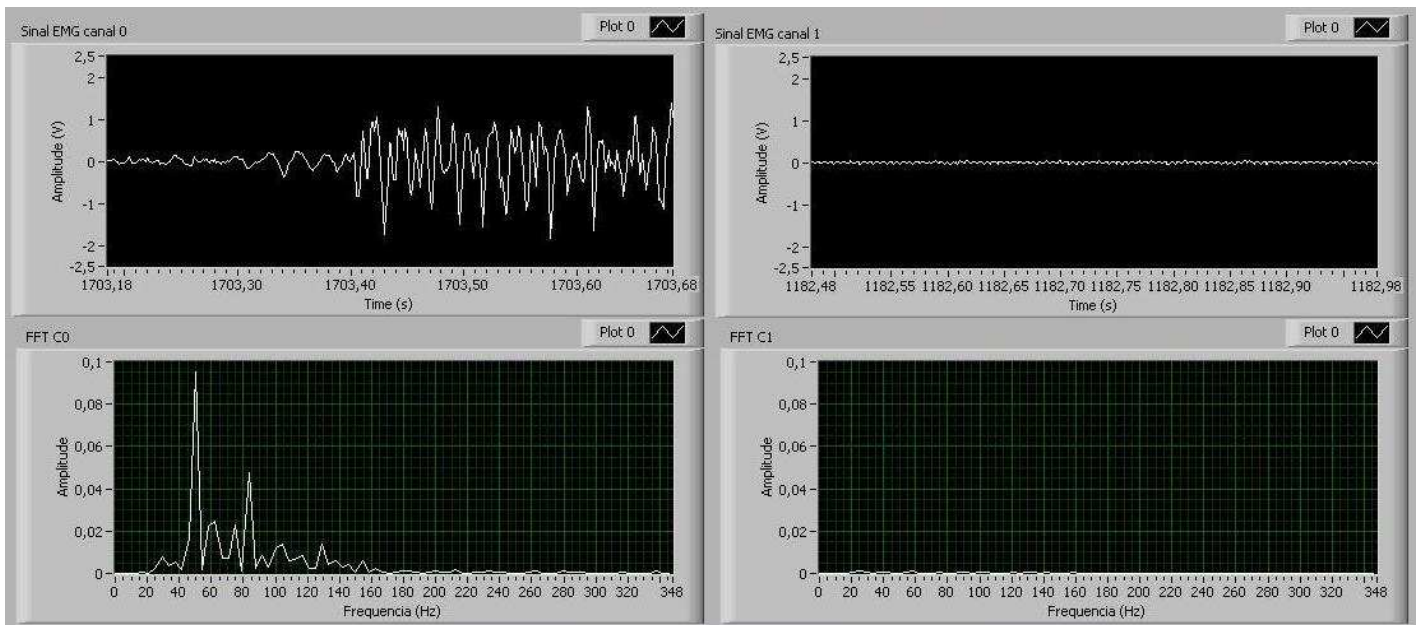 Sinal EMG canal 0
Plot 0
2,5
2
1
0
-1
-2
-2,5
Amplitude (V)
1703,18 1703,30 1703,40 1703,50 1703,60 1703,68
Time (s)
Sinal EMG canal 1
Plot 0
2,5
2
1
0
-1
-2
-2,5
Amplitude (V)
1182,48 1182,55 1182,60 1182,65 1182,70 1182,75 1182,80 1182,85 1182,90 1182,98
Time (s)
FFT C0
Plot 0
0,1
0,08
0,06
0,04
0,02
0
Amplitude
0 20 40 60 80 100 120 140 160 180 200 220 240 260 280 300 320 348
Frequencia (Hz)
FFT C1
Plot 0
0,1
0,08
0,06
0,04
0,02
0
Amplitude
0 20 40 60 80 100 120 140 160 180 200 220 240 260 280 300 320 348
Frequencia (Hz)